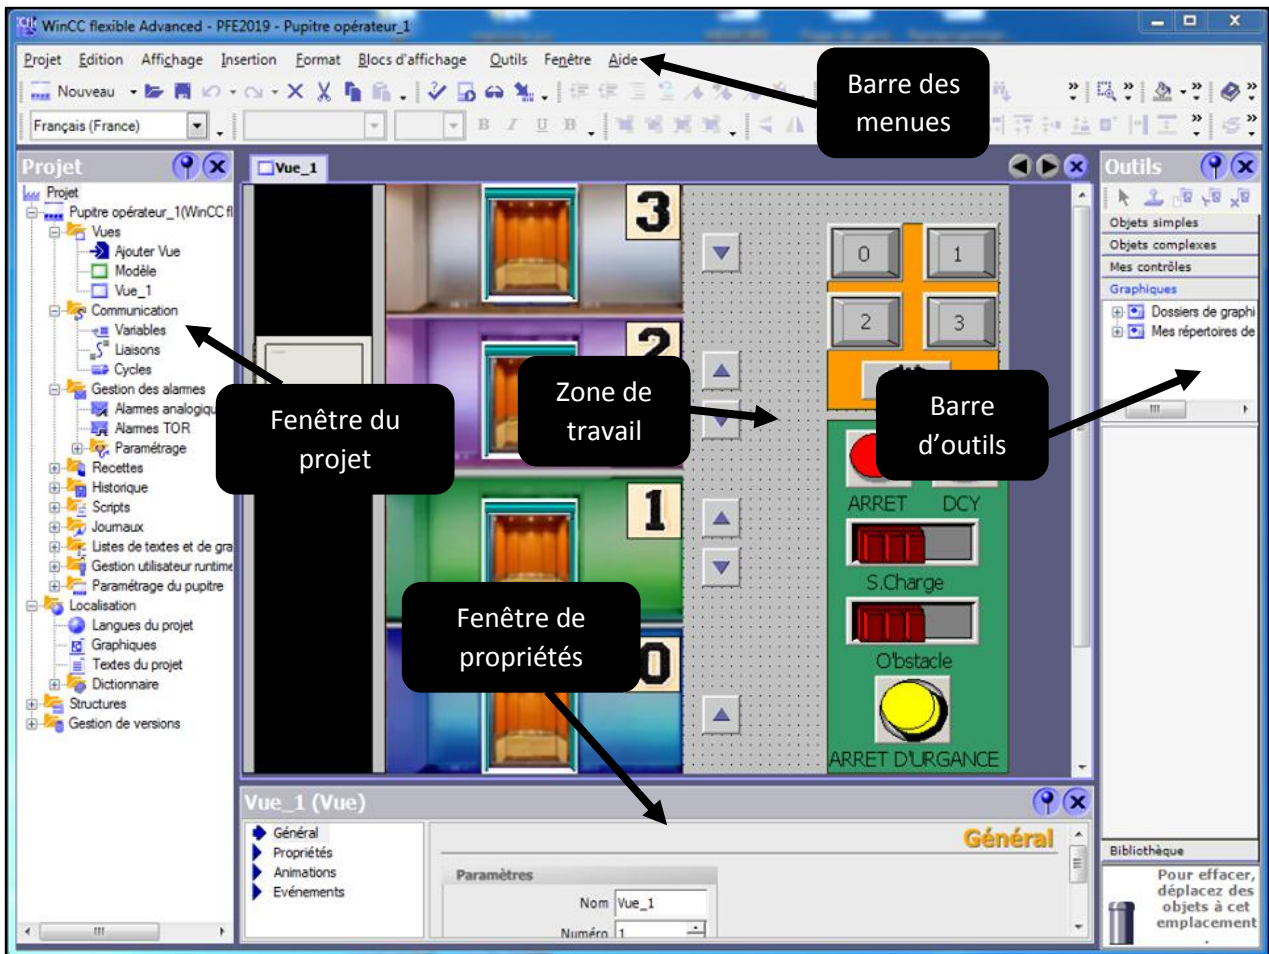 WinCC flexible Advanced - PFE2019 - Pupitre opérateur_1
Projet Edition Affichage Insertion Format Blocs d'affichage Outils Fenêtre Aide
Nouveau
Français (France)
Barre des
menues
Projet
Projet
Pupitre opérateur_1(WinCC fl
Vues
Ajouter Vue
Modèle
Vue_1
Communication
Variables
Liaisons
Cycles
Gestion des alarmes
Alarmes analogiqu
Alarmes TOR
Paramétrage
Recettes
Historique
Scripts
Journaux
Listes de textes et de gra
Gestion utilisateur runtime
Paramétrage du pupitre
Localisation
Langues du projet
Graphiques
Textes du projet
Dictionnaire
Structures
Gestion de versions
Fenêtre du
projet
Vue_1
3
2
1
0
Zone de
travail
Fenêtre de
propriétés
0 1
2 3
ARRET DCY
S.Charge
O'bstacle
ARRET D'URGANCE
Barre
d'outils
Outils
Objets simples
Objets complexes
Mes contrôles
Graphiques
Dossiers de graphi
Mes répertoires de
Bibliothèque
Pour effacer,
déplacez des
objets à cet
emplacement
.
Vue_1 (Vue)
Général
Propriétés
Animations
Evénements
Général
Paramètres
Nom Vue_1
Numéro 1